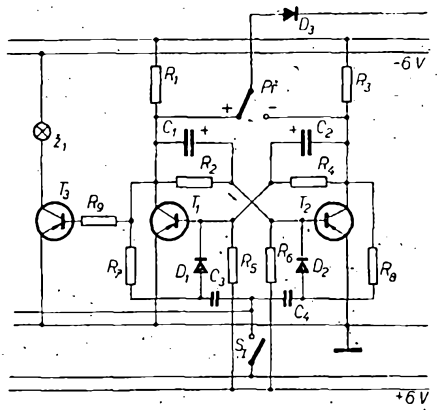 D3
-6 V
R1
Př
R3
+
-
C1 +
+ C2
ž1
R2
R4
T3
R9
T1
T2
R7
D1
R5
R6
D2
R8
C3
C4
S1
+6 V